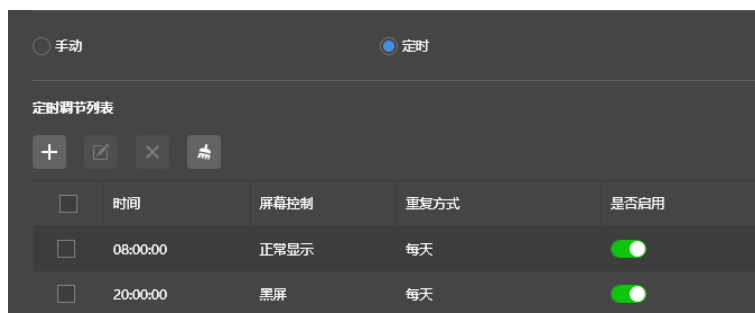 手动 定时
定时调节列表
时间 屏幕控制 重复方式 是否启用
08:00:00 正常显示 每天
20:00:00 黑屏 每天